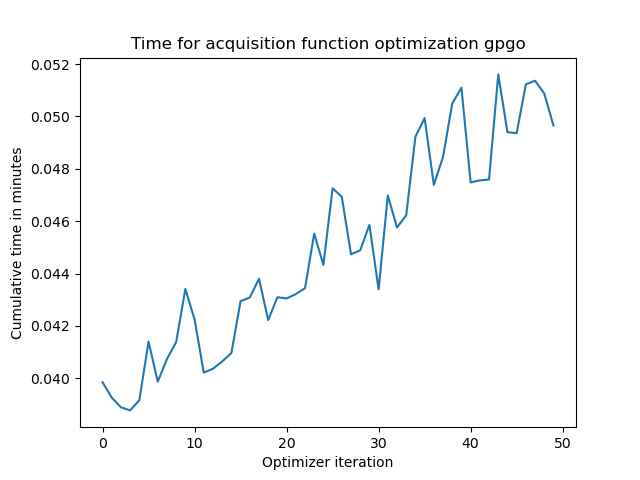 Time for acquisition function optimization gpgo
0.052
0.050
0.048
0.046
0.044
0.042
0.040
Cumulative time in minutes
0 10 20 30 40 50
Optimizer iteration